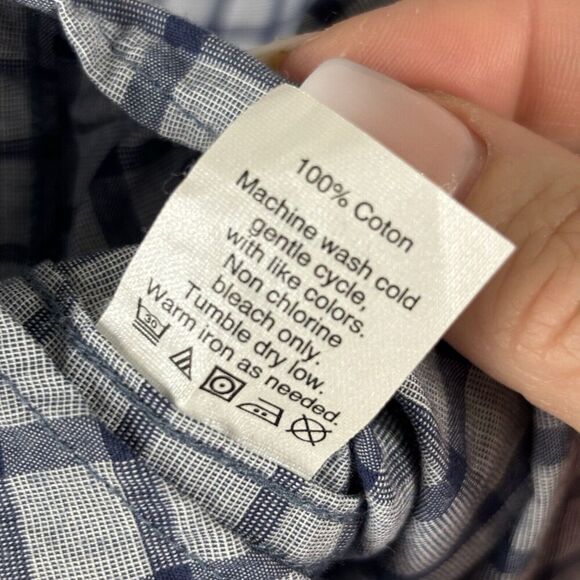 100% Coton
Machine wash cold
gentle cycle,
with like colors.
Non chlorine
bleach only.
Tumble dry low.
Warm iron as needed.
30